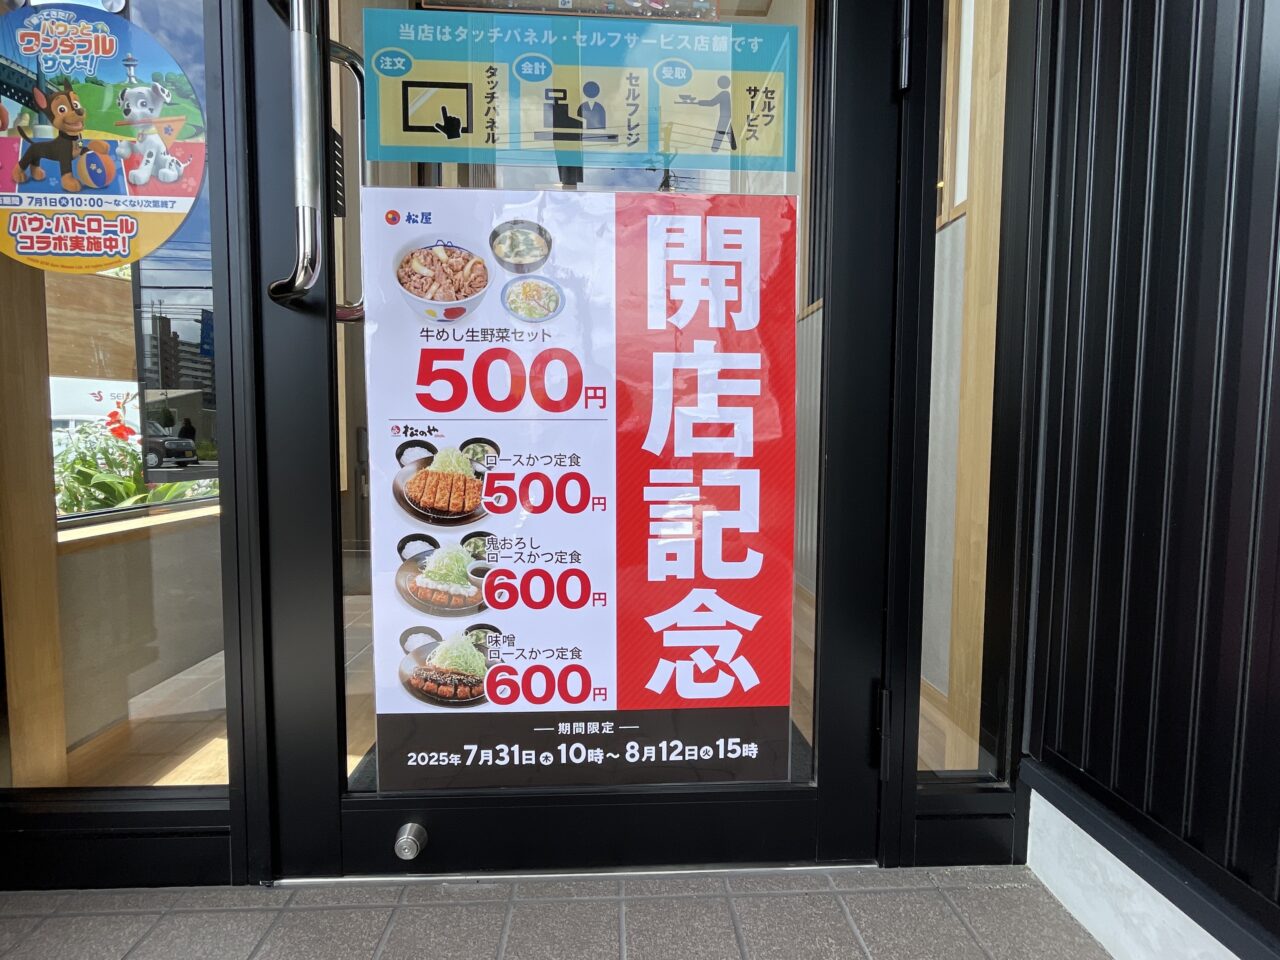 帰ってきた!
パウっと
ワンダフル
サマー!
7月1日火10:00~なくなり次第終了
パウ・パトロール
コラボ実施中!
当店はタッチパネル・セルフサービス店舗です
注文
タッチパネル
会計
セルフレジ
受取
セルフサービス
松屋
牛めし生野菜セット
500円
松のや
ロースかつ定食
500円
鬼おろし
ロースかつ定食
600円
味噌
ロースかつ定食
600円
開店記念
期間限定
2025年7月31日木10時~8月12日火15時